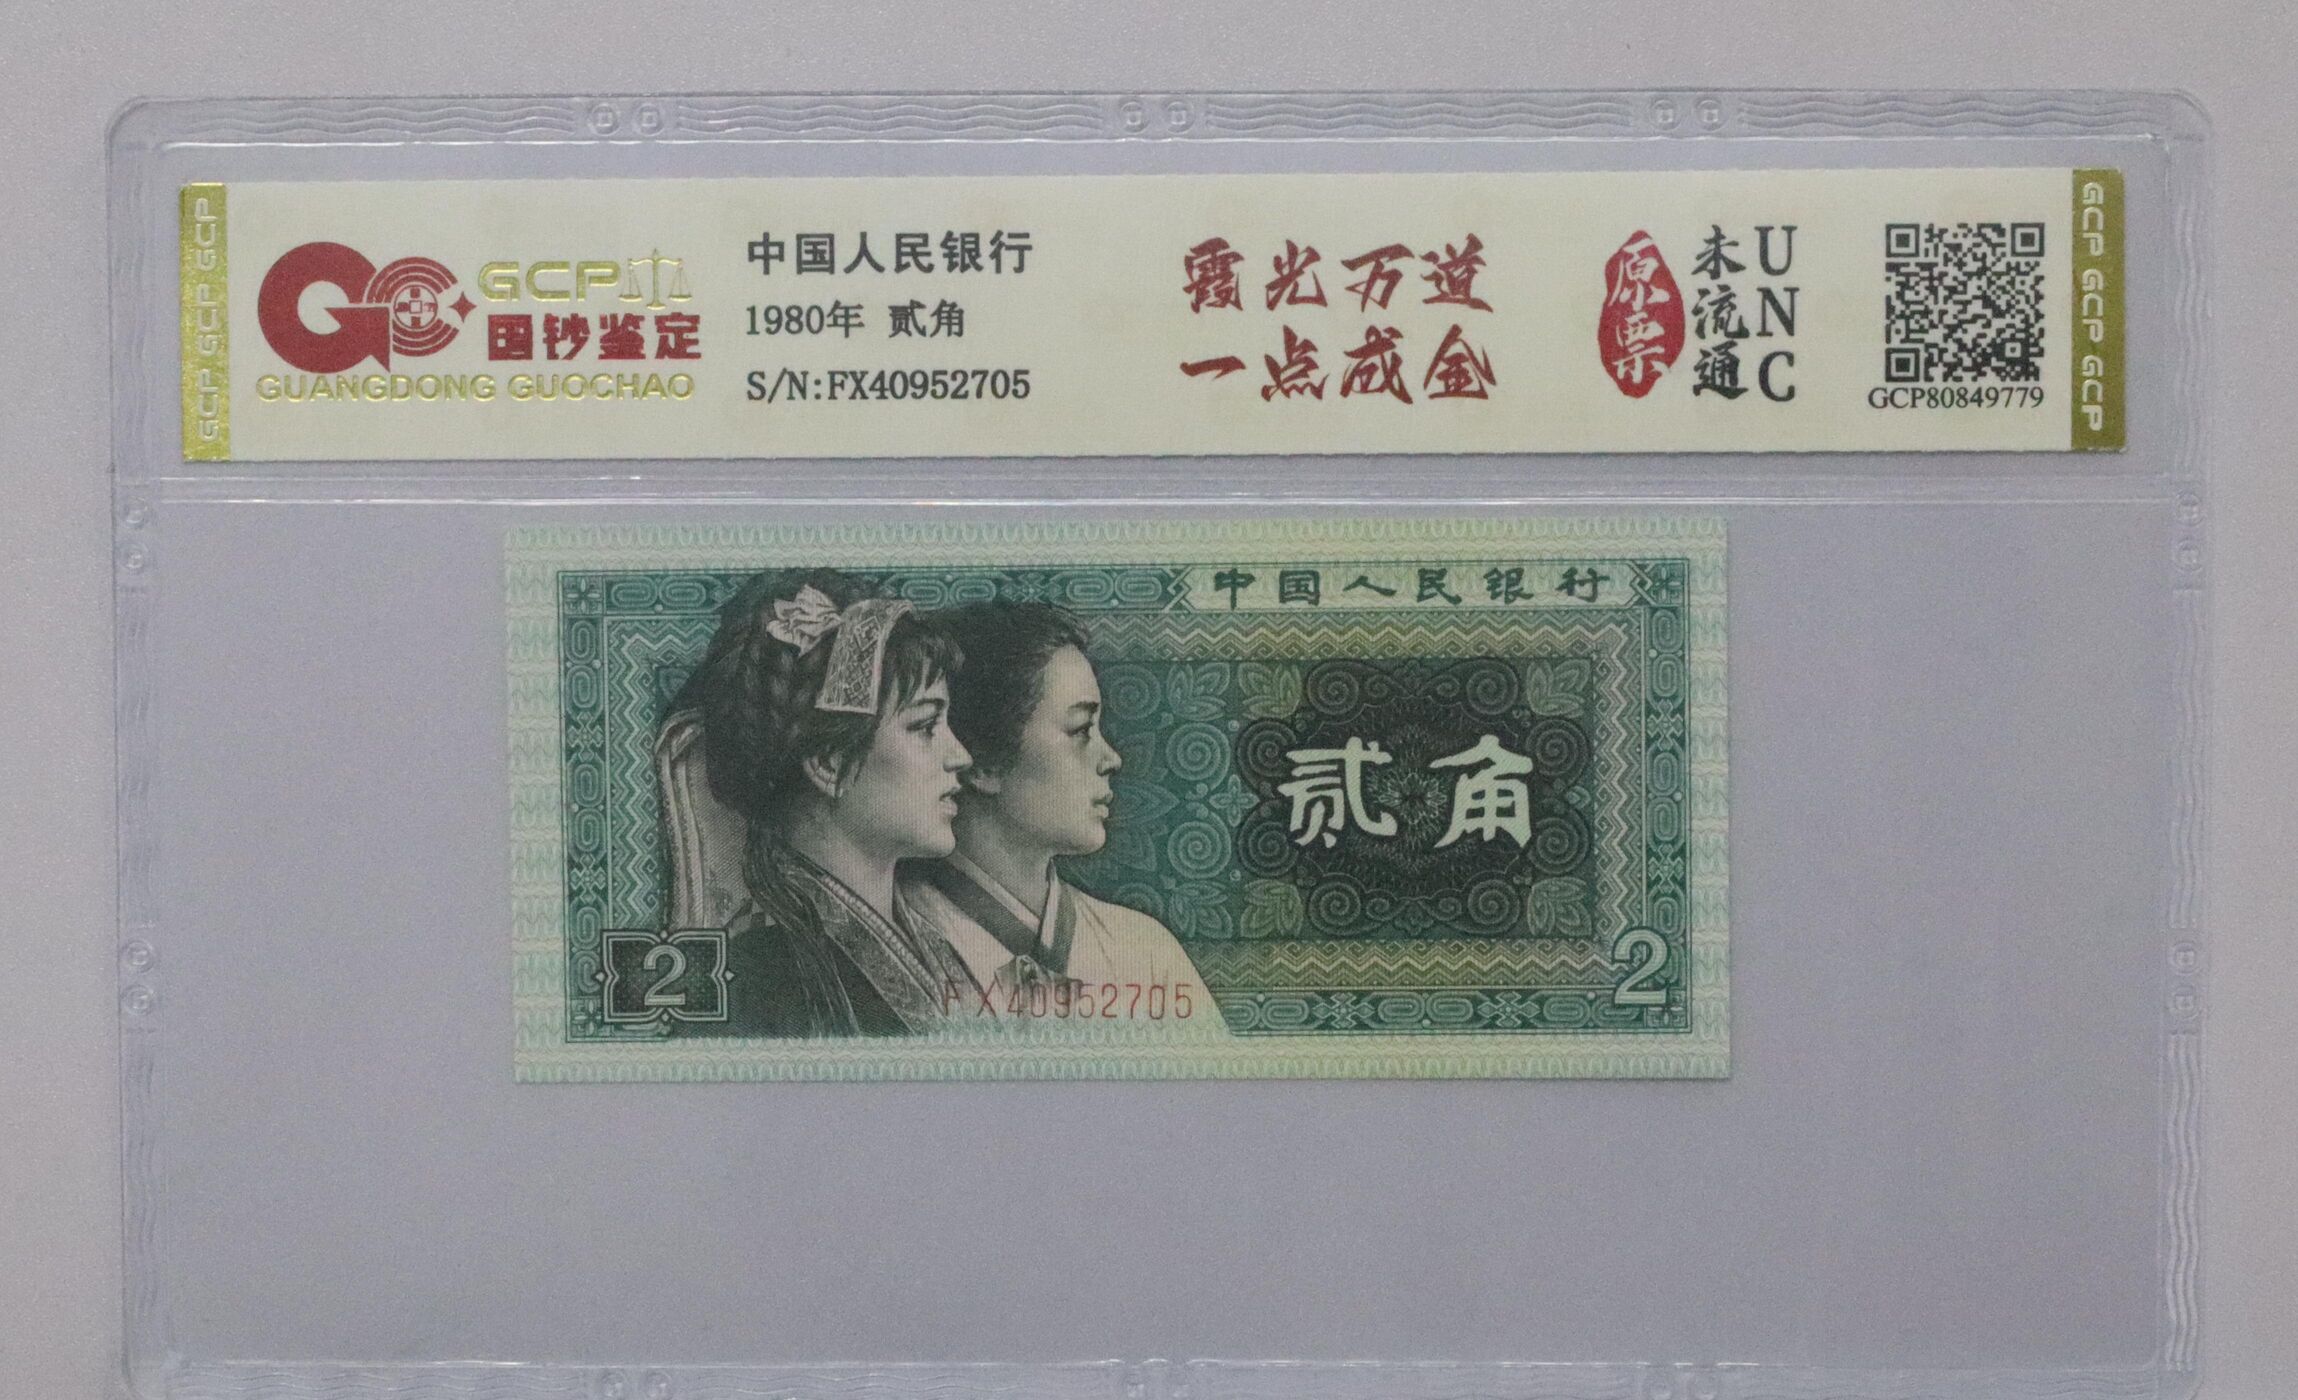 GCP GCP GCP
GCP
国钞鉴定
GUANGDONG GUOCHAO
中国人民银行
1980年 贰角
S/N:FX40952705
霞光万道
一点成金
原票
未流通
UNC
GCP80849779
GCP GCP GCP
中国人民银行
贰角
2
FX40952705
2